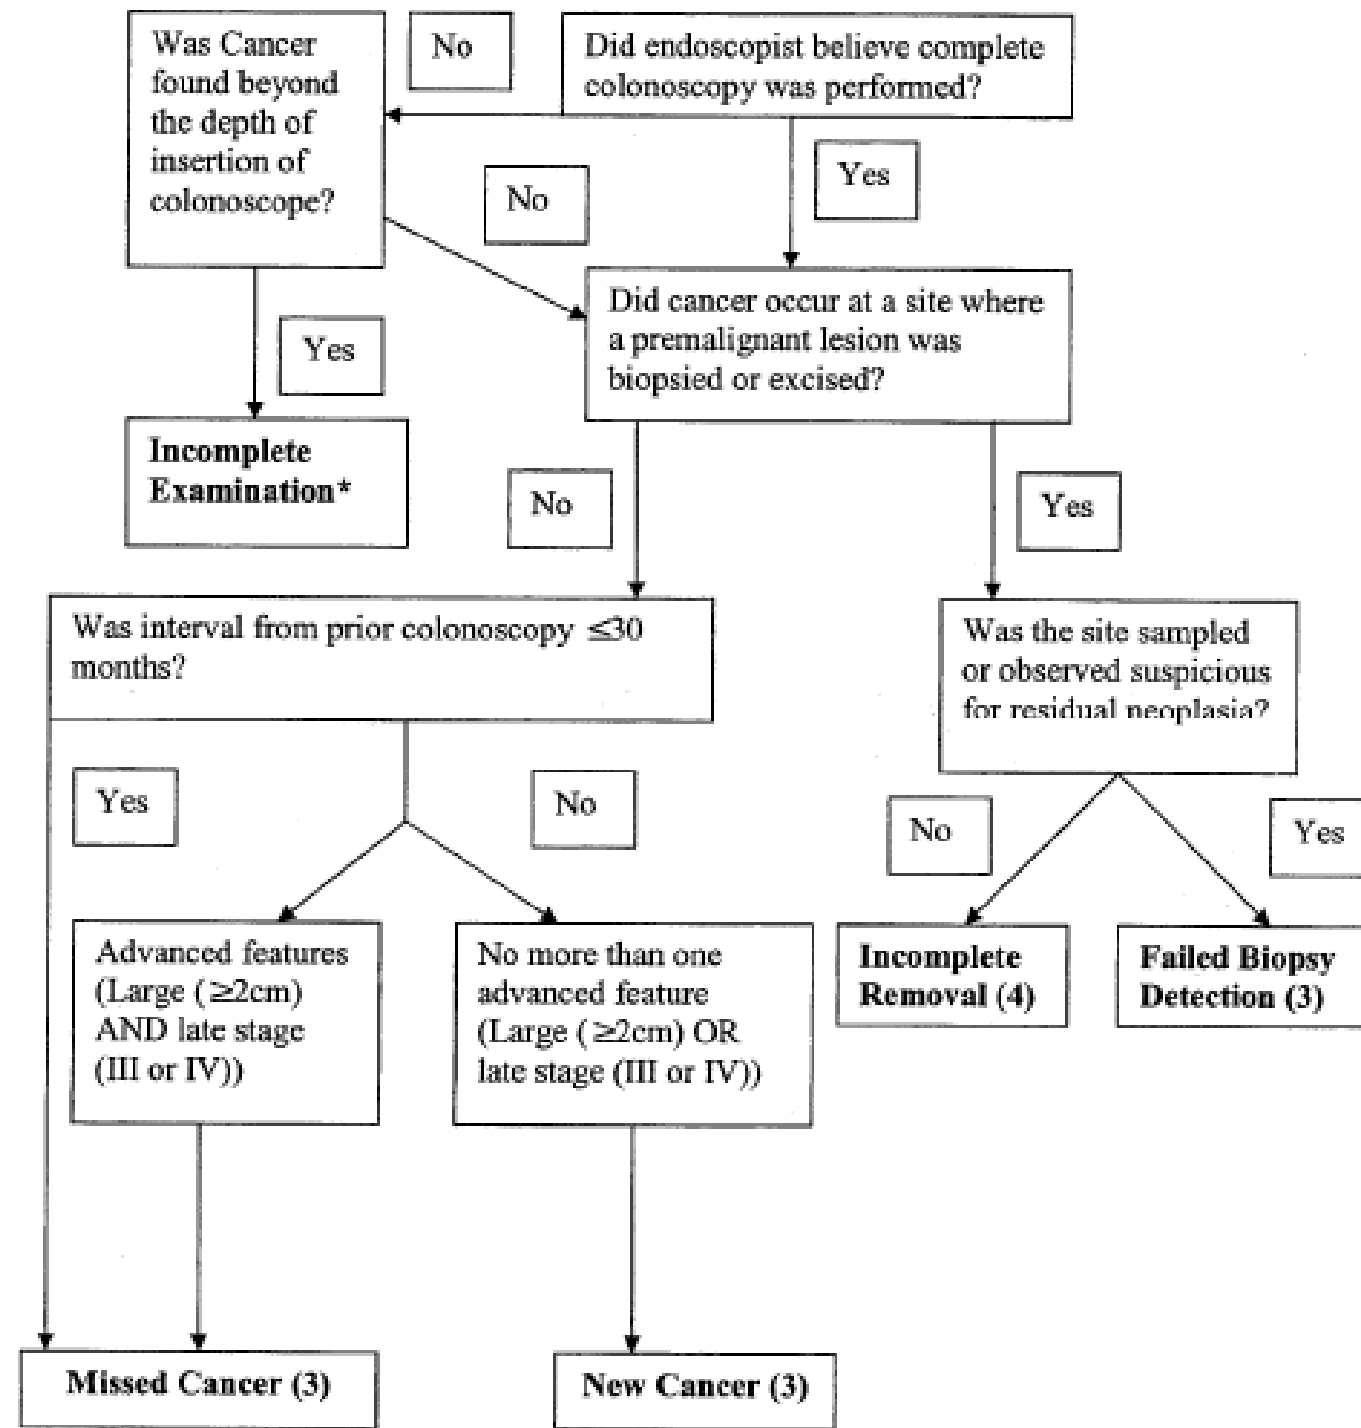 Was Cancer
found beyond
the depth of
insertion of
colonoscope?
No
Did endoscopist believe complete
colonoscopy was performed?
No
Yes
Did cancer occur at a site where
a premalignant lesion was
biopsied or excised?
Yes
Incomplete
Examination*
No
Yes
Was interval from prior colonoscopy ≤30
months?
Was the site sampled
or observed suspicious
for residual neoplasia?
Yes
No
No
Yes
Advanced features
(Large (≥2cm)
AND late stage
(III or IV))
No more than one
advanced feature
(Large (≥2cm) OR
late stage (III or IV))
Incomplete
Removal (4)
Failed Biopsy
Detection (3)
Missed Cancer (3)
New Cancer (3)